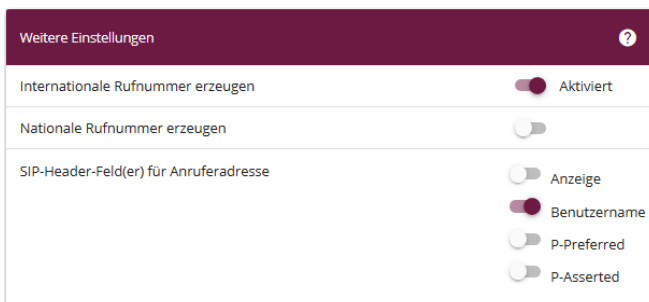 Weitere Einstellungen ?
Internationale Rufnummer erzeugen Aktiviert
Nationale Rufnummer erzeugen
SIP-Header-Feld(er) für Anruferadresse Anzeige
Benutzername
P-Preferred
P-Asserted